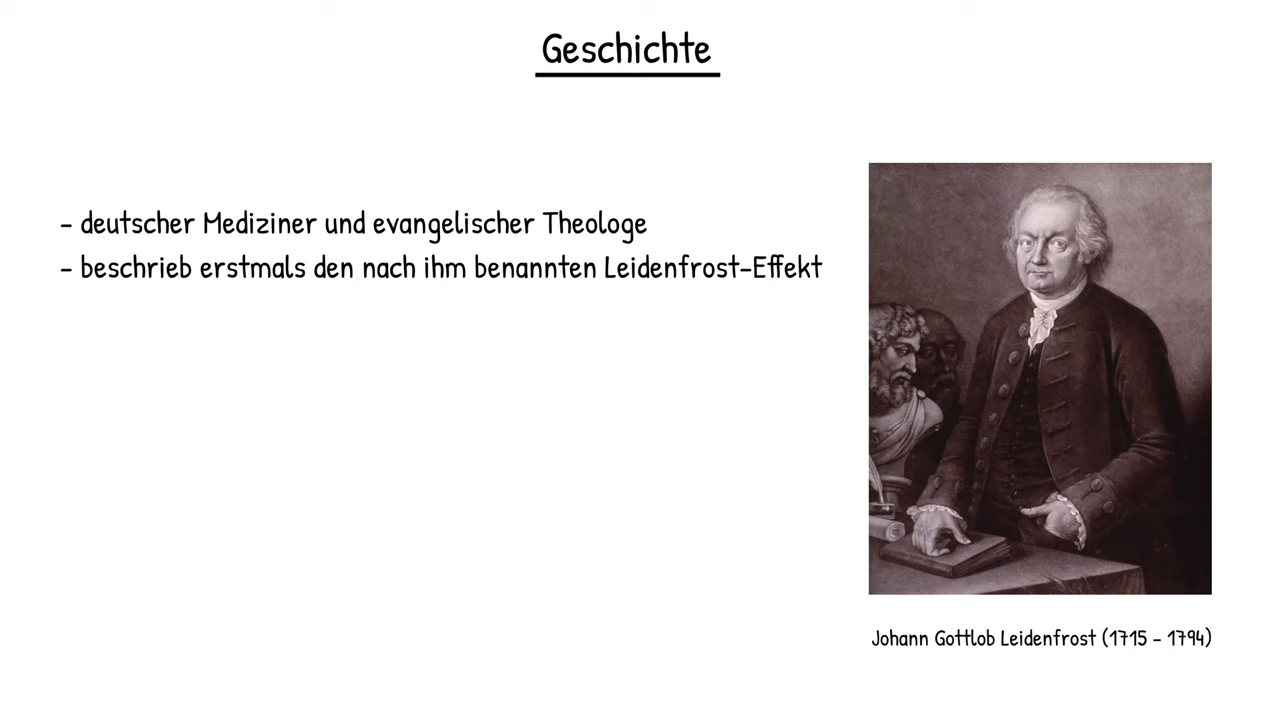 Geschichte
- deutscher Mediziner und evangelischer Theologe
- beschrieb erstmals den nach ihm benannten Leidenfrost-Effekt
Johann Gottlob Leidenfrost (1715 - 1794)